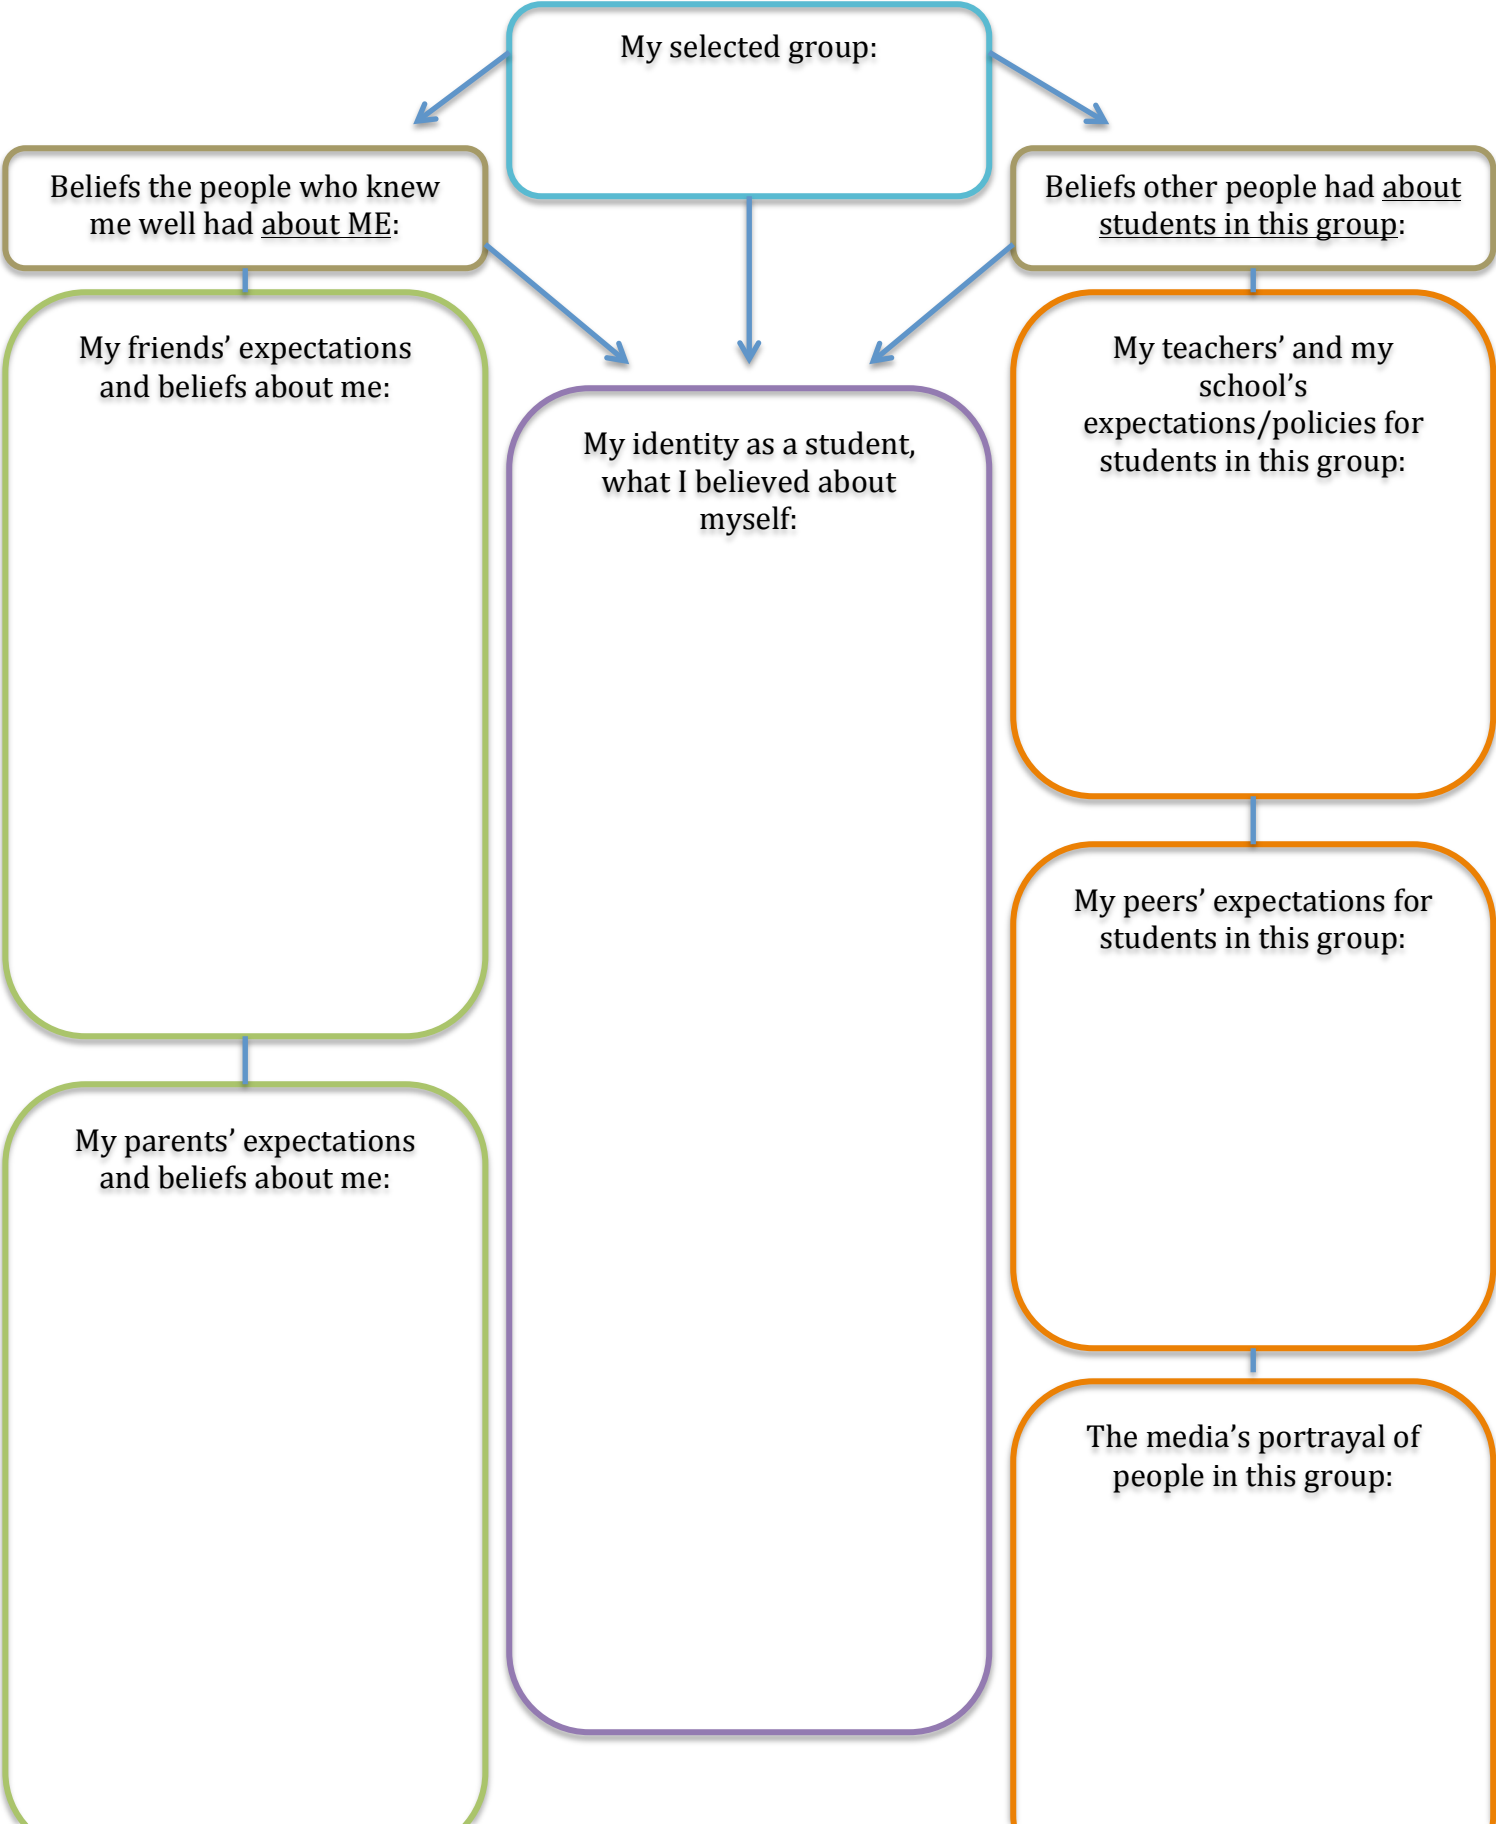 My selected group:
Beliefs the people who knew
me well had about ME:
Beliefs other people had about
students in this group:
My friends’ expectations
and beliefs about me:
My identity as a student,
what I believed about
myself:
My teachers’ and my
school’s
expectations/policies for
students in this group:
My peers’ expectations for
students in this group:
My parents’ expectations
and beliefs about me:
The media’s portrayal of
people in this group: